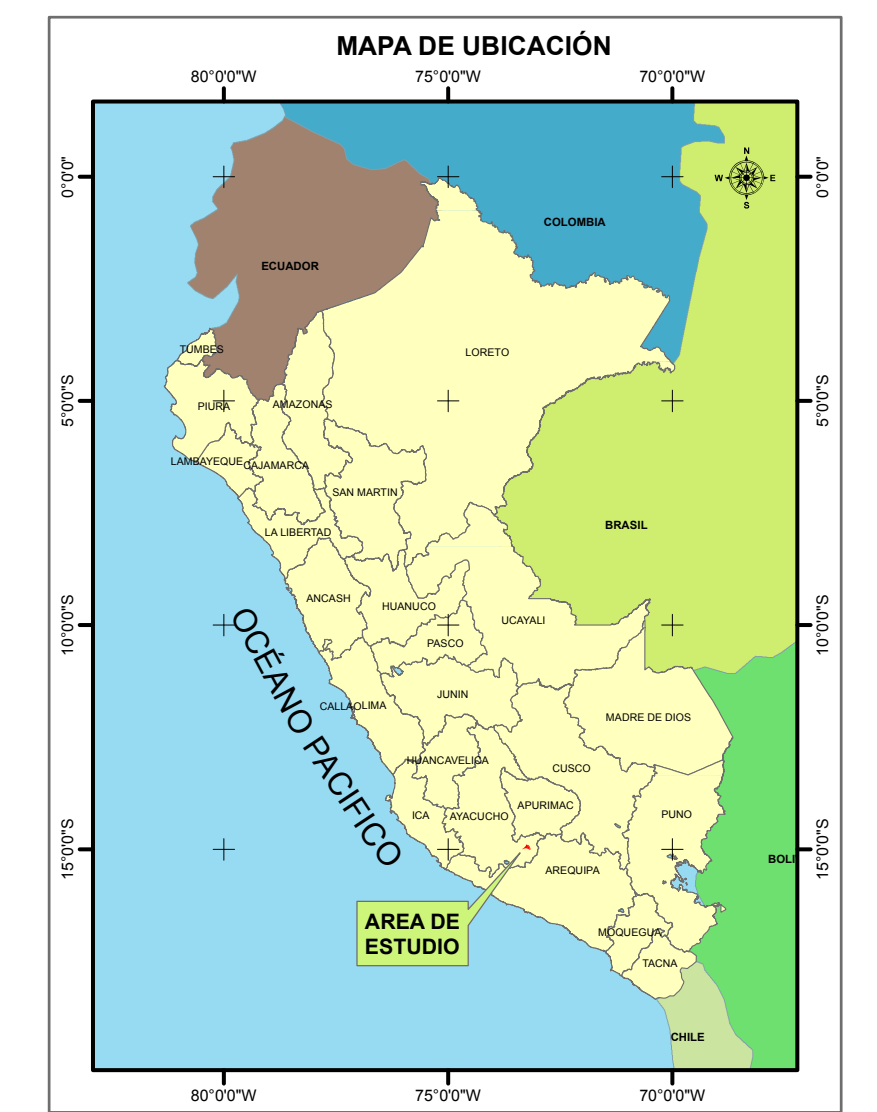 MAPA DE UBICACIÓN
80°0'0"W
75°0'0"W
70°0'0"W
0°0'0"
0°0'0"
N
W
E
S
COLOMBIA
ECUADOR
TUMBES
LORETO
5°0'0"S
5°0'0"S
PIURA
AMAZONAS
LAMBAYEQUE
CAJAMARCA
SAN MARTIN
BRASIL
LA LIBERTAD
ANCASH
HUANUCO
UCAYALI
10°0'0"S
10°0'0"S
PASCO
OCÉANO PACIFICO
JUNIN
CALLAO
LIMA
MADRE DE DIOS
HUANCAVELICA
CUSCO
ICA
AYACUCHO
APURIMAC
PUNO
15°0'0"S
15°0'0"S
BOLI
AREQUIPA
AREA DE
ESTUDIO
MOQUEGUA
TACNA
CHILE
80°0'0"W
75°0'0"W
70°0'0"W